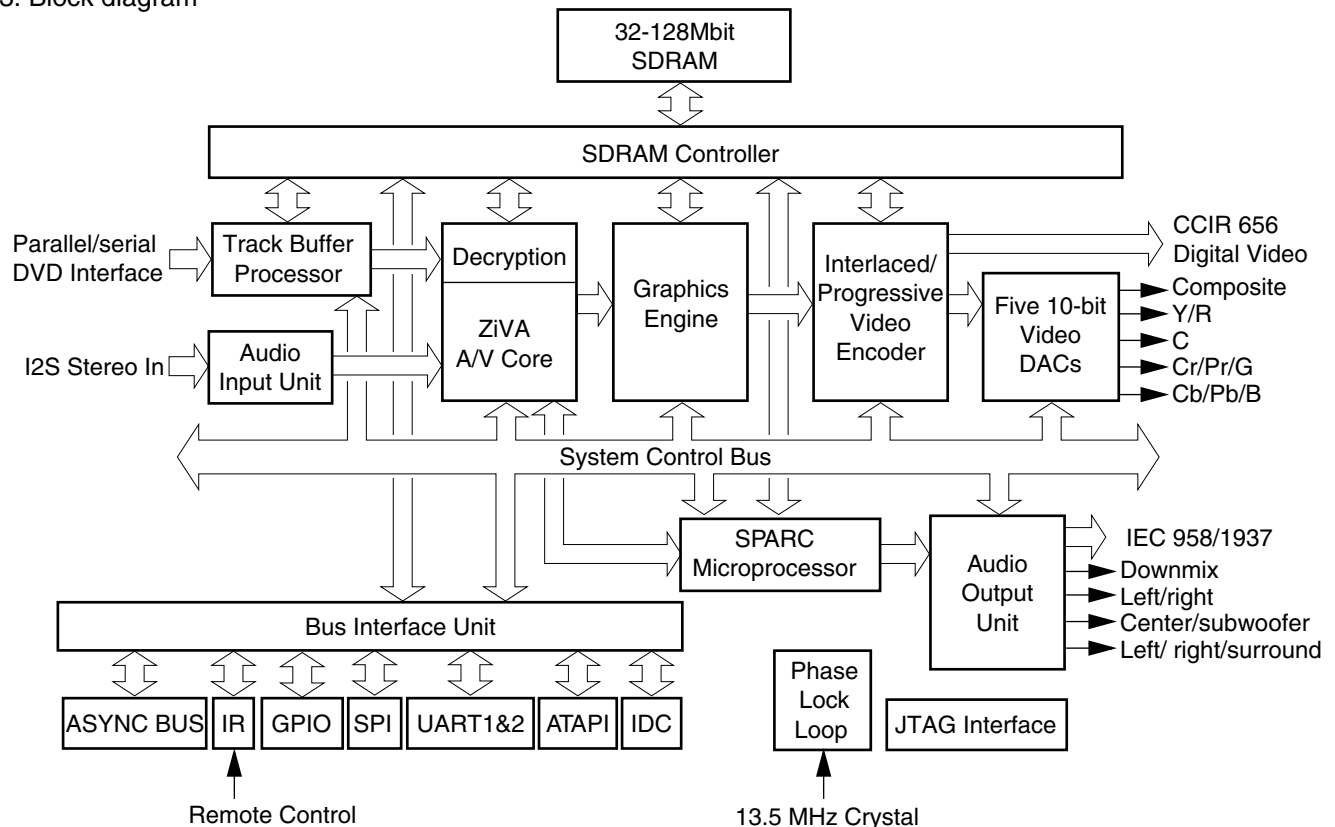 3. Block diagram
32-128Mbit
SDRAM
SDRAM Controller
Parallel/serial
DVD Interface
Track Buffer
Processor
Decryption
ZiVA
A/V Core
Graphics
Engine
Interlaced/
Progressive
Video
Encoder
CCIR 656
Digital Video
Five 10-bit
Video
DACs
Composite
Y/R
C
Cr/Pr/G
Cb/Pb/B
I2S Stereo In
Audio
Input Unit
System Control Bus
SPARC
Microprocessor
Audio
Output
Unit
IEC 958/1937
Downmix
Left/right
Center/subwoofer
Left/ right/surround
Bus Interface Unit
ASYNC BUS
IR
GPIO
SPI
UART1&2
ATAPI
IDC
Phase
Lock
Loop
JTAG Interface
Remote Control
13.5 MHz Crystal